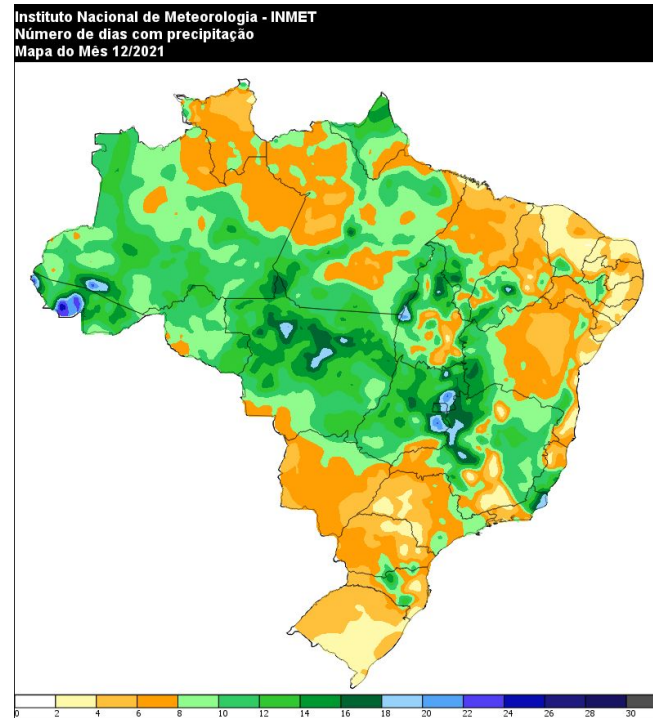 Instituto Nacional de Meteorologia - INMET
Número de dias com precipitação
Mapa do Mês 12/2021
0 2 4 6 8 10 12 14 16 18 20 22 24 26 28 30